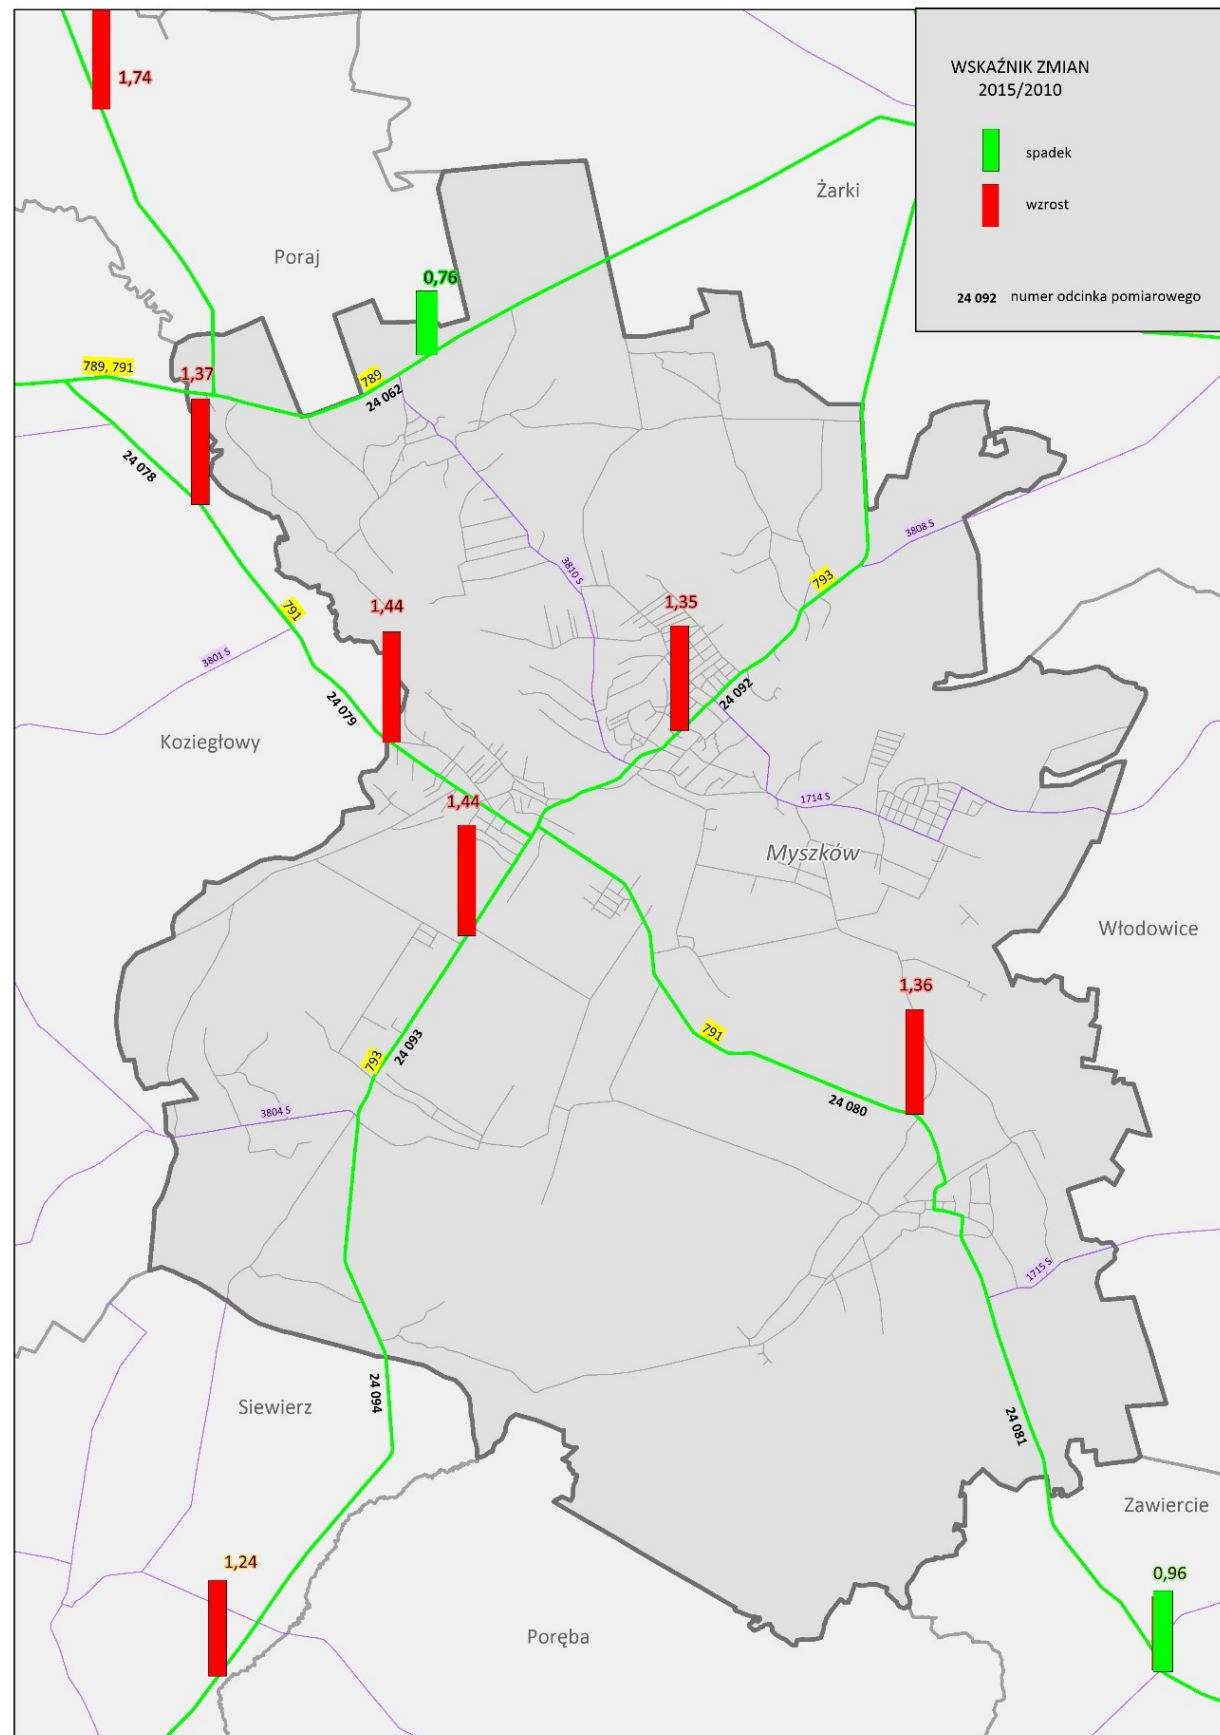 WSKAŹNIK ZMIAN
2015/2010
spadek
wzrost
24 092 numer odcinka pomiarowego
1,74
Żarki
Poraj
0,76
789, 791
1,37
789
24 062
24 078
3808 S
3810 S
793
791
1,44
1,35
3801 S
24 079
24 092
Koziegłowy
1,44
1714 S
Myszków
Włodowice
1,36
791
24 093
793
24 080
3804 S
1715 S
24 094
Siewierz
24 081
Zawiercie
1,24
0,96
Poręba